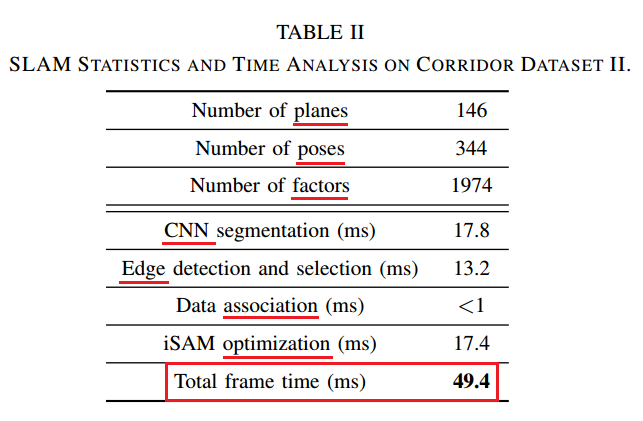 TABLE II
SLAM STATISTICS AND TIME ANALYSIS ON CORRIDOR DATASET II.
Number of planes 146
Number of poses 344
Number of factors 1974
CNN segmentation (ms) 17.8
Edge detection and selection (ms) 13.2
Data association (ms) <1
iSAM optimization (ms) 17.4
Total frame time (ms) 49.4